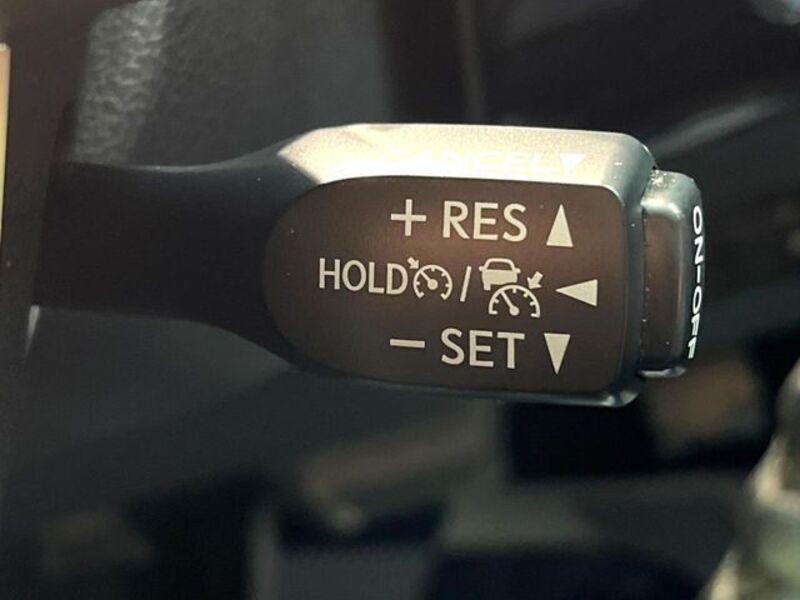 CANCEL ▼
+ RES ▲
HOLD / ◄
− SET ▼
ON-OFF